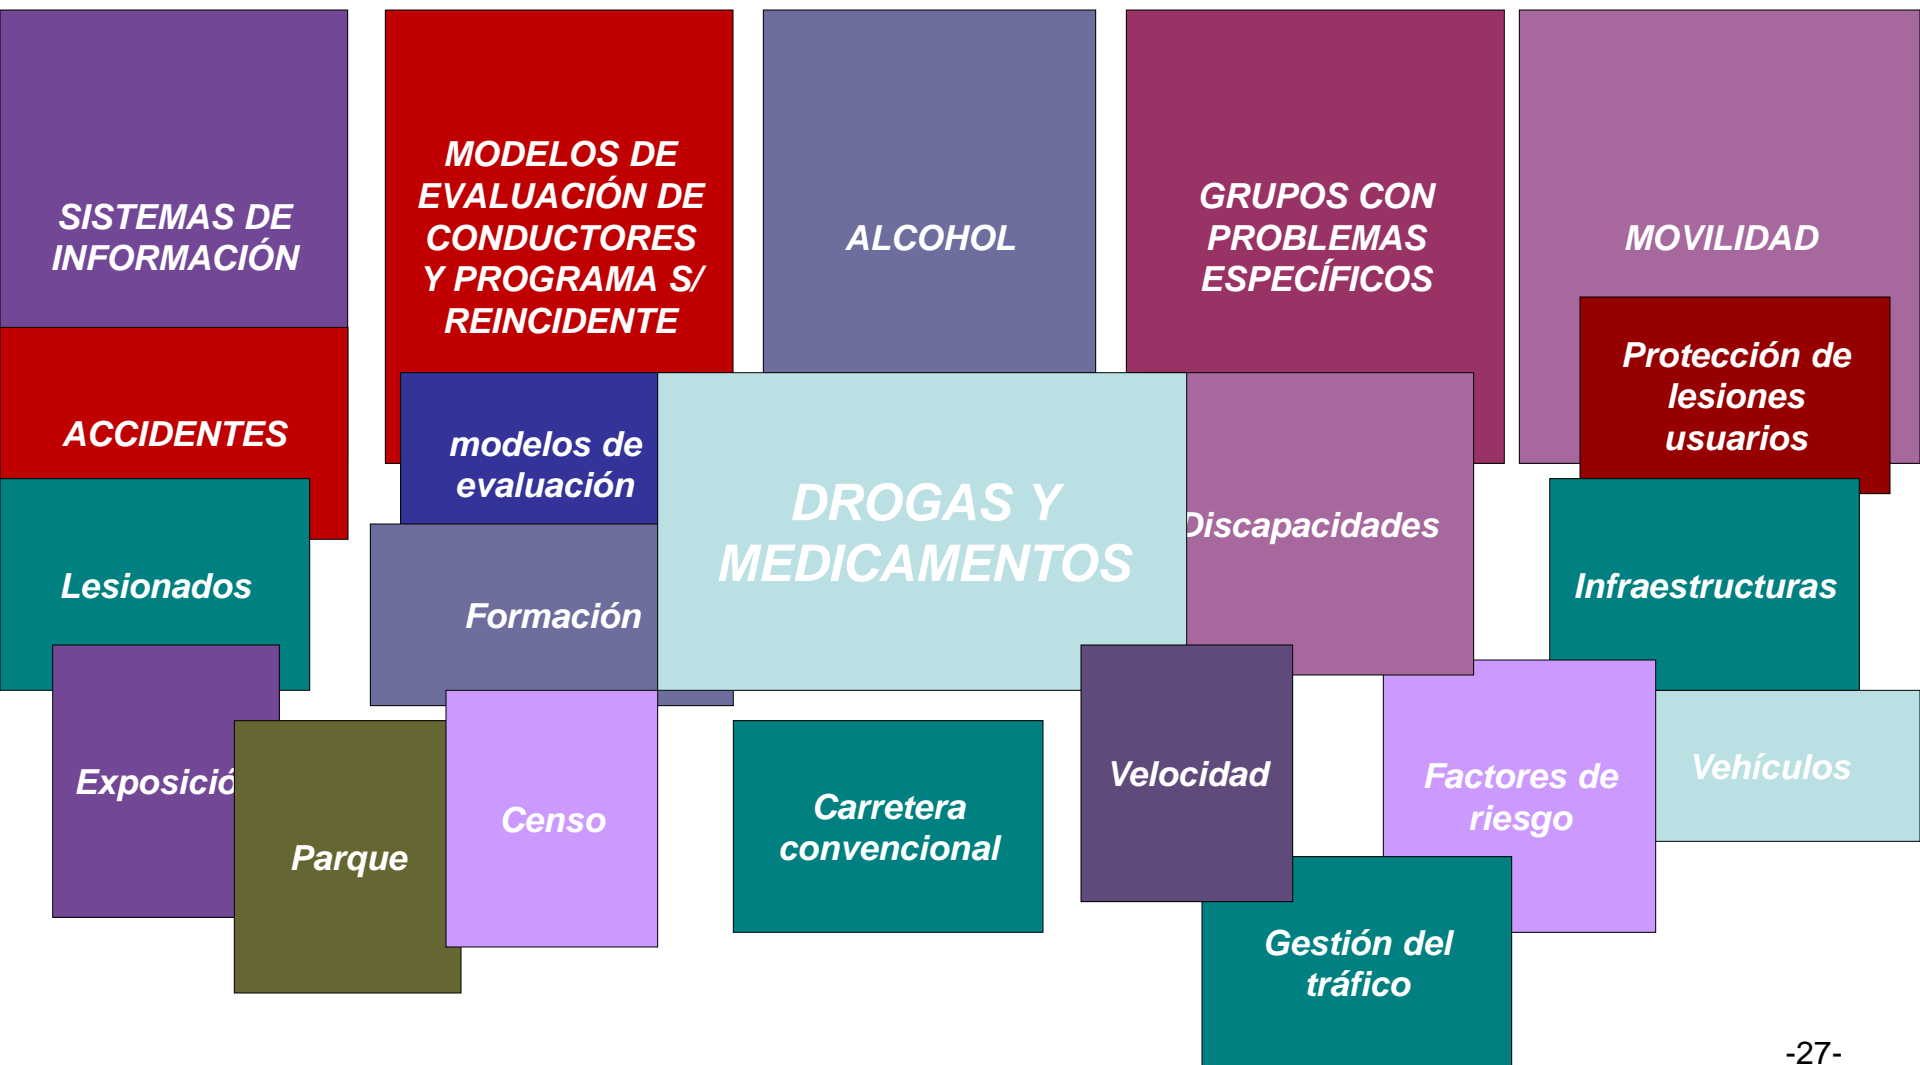 SISTEMAS DE
INFORMACIÓN
MODELOS DE
EVALUACIÓN DE
CONDUCTORES
Y PROGRAMA S/
REINCIDENTE
ALCOHOL
GRUPOS CON
PROBLEMAS
ESPECÍFICOS
MOVILIDAD
ACCIDENTES
modelos de
evaluación
DROGAS Y
MEDICAMENTOS
Discapacidades
Protección de
lesiones
usuarios
Lesionados
Formación
Infraestructuras
Exposició
Parque
Censo
Carretera
convencional
Velocidad
Factores de
riesgo
Vehículos
Gestión del
tráfico
-27-